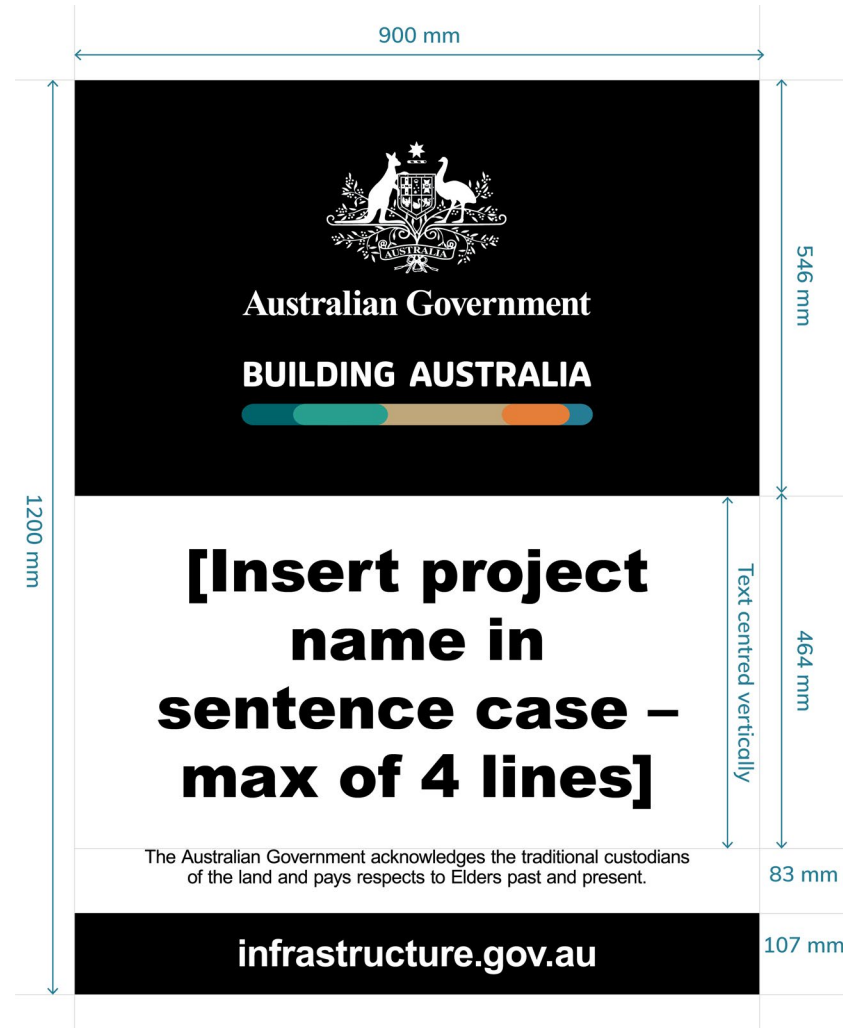 900 mm
AUSTRALIA
Australian Government
BUILDING AUSTRALIA
546 mm
1200 mm
[Insert project
name in
sentence case –
max of 4 lines]
Text centred vertically
464 mm
The Australian Government acknowledges the traditional custodians
of the land and pays respects to Elders past and present.
83 mm
infrastructure.gov.au
107 mm